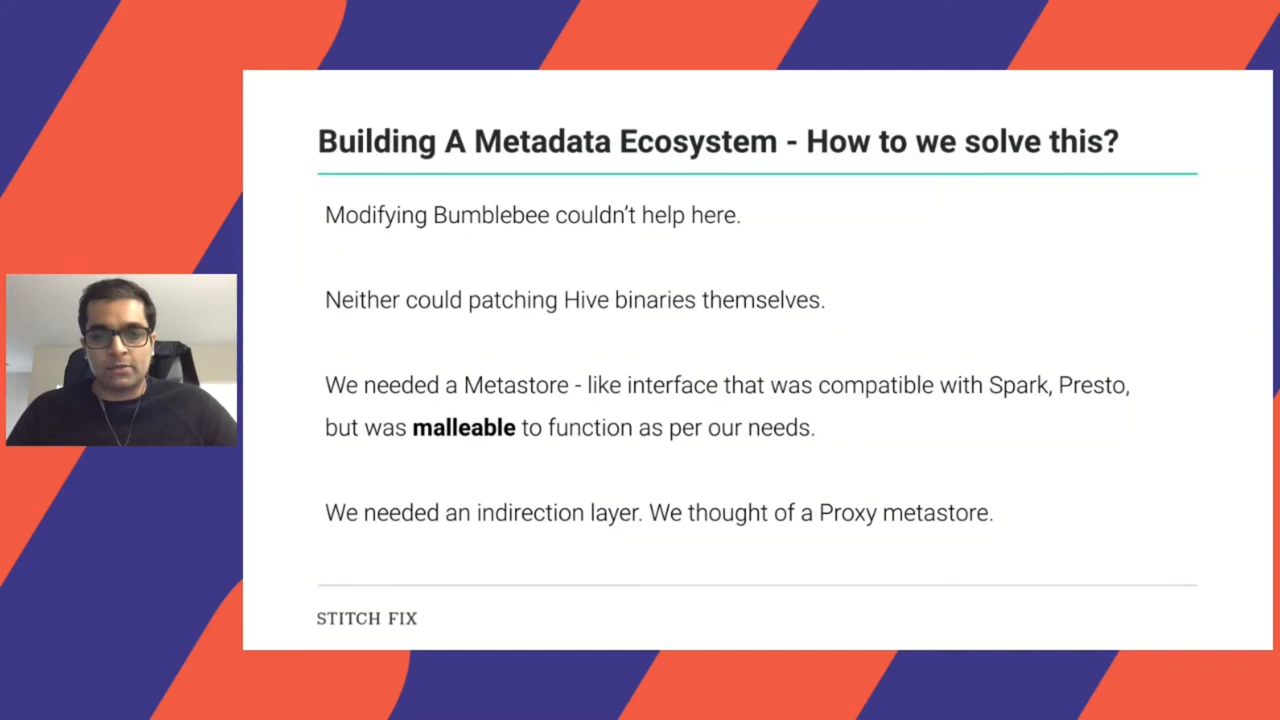 Building A Metadata Ecosystem - How to we solve this?
Modifying Bumblebee couldn't help here.
Neither could patching Hive binaries themselves.
We needed a Metastore - like interface that was compatible with Spark, Presto,
but was malleable to function as per our needs.
We needed an indirection layer. We thought of a Proxy metastore.
STITCH FIX